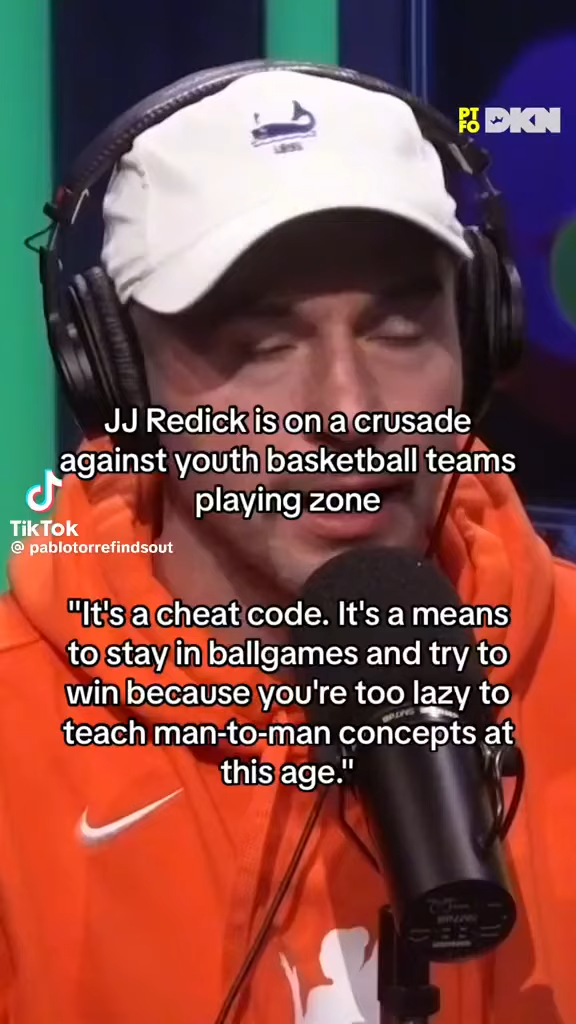 PT
FO DKN
JJ Redick is on a crusade
against youth basketball teams
playing zone
TikTok
@ pablotorrefindsout
"It's a cheat code. It's a means
to stay in ballgames and try to
win because you're too lazy to
teach man-to-man concepts at
this age."